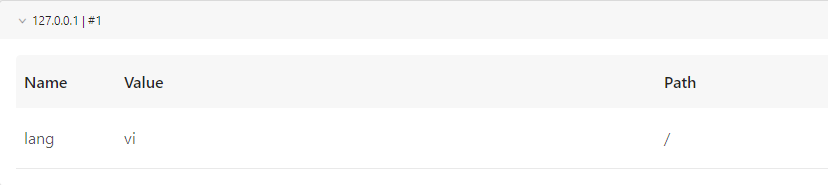 127.0.0.1 | #1
Name Value Path
lang vi /